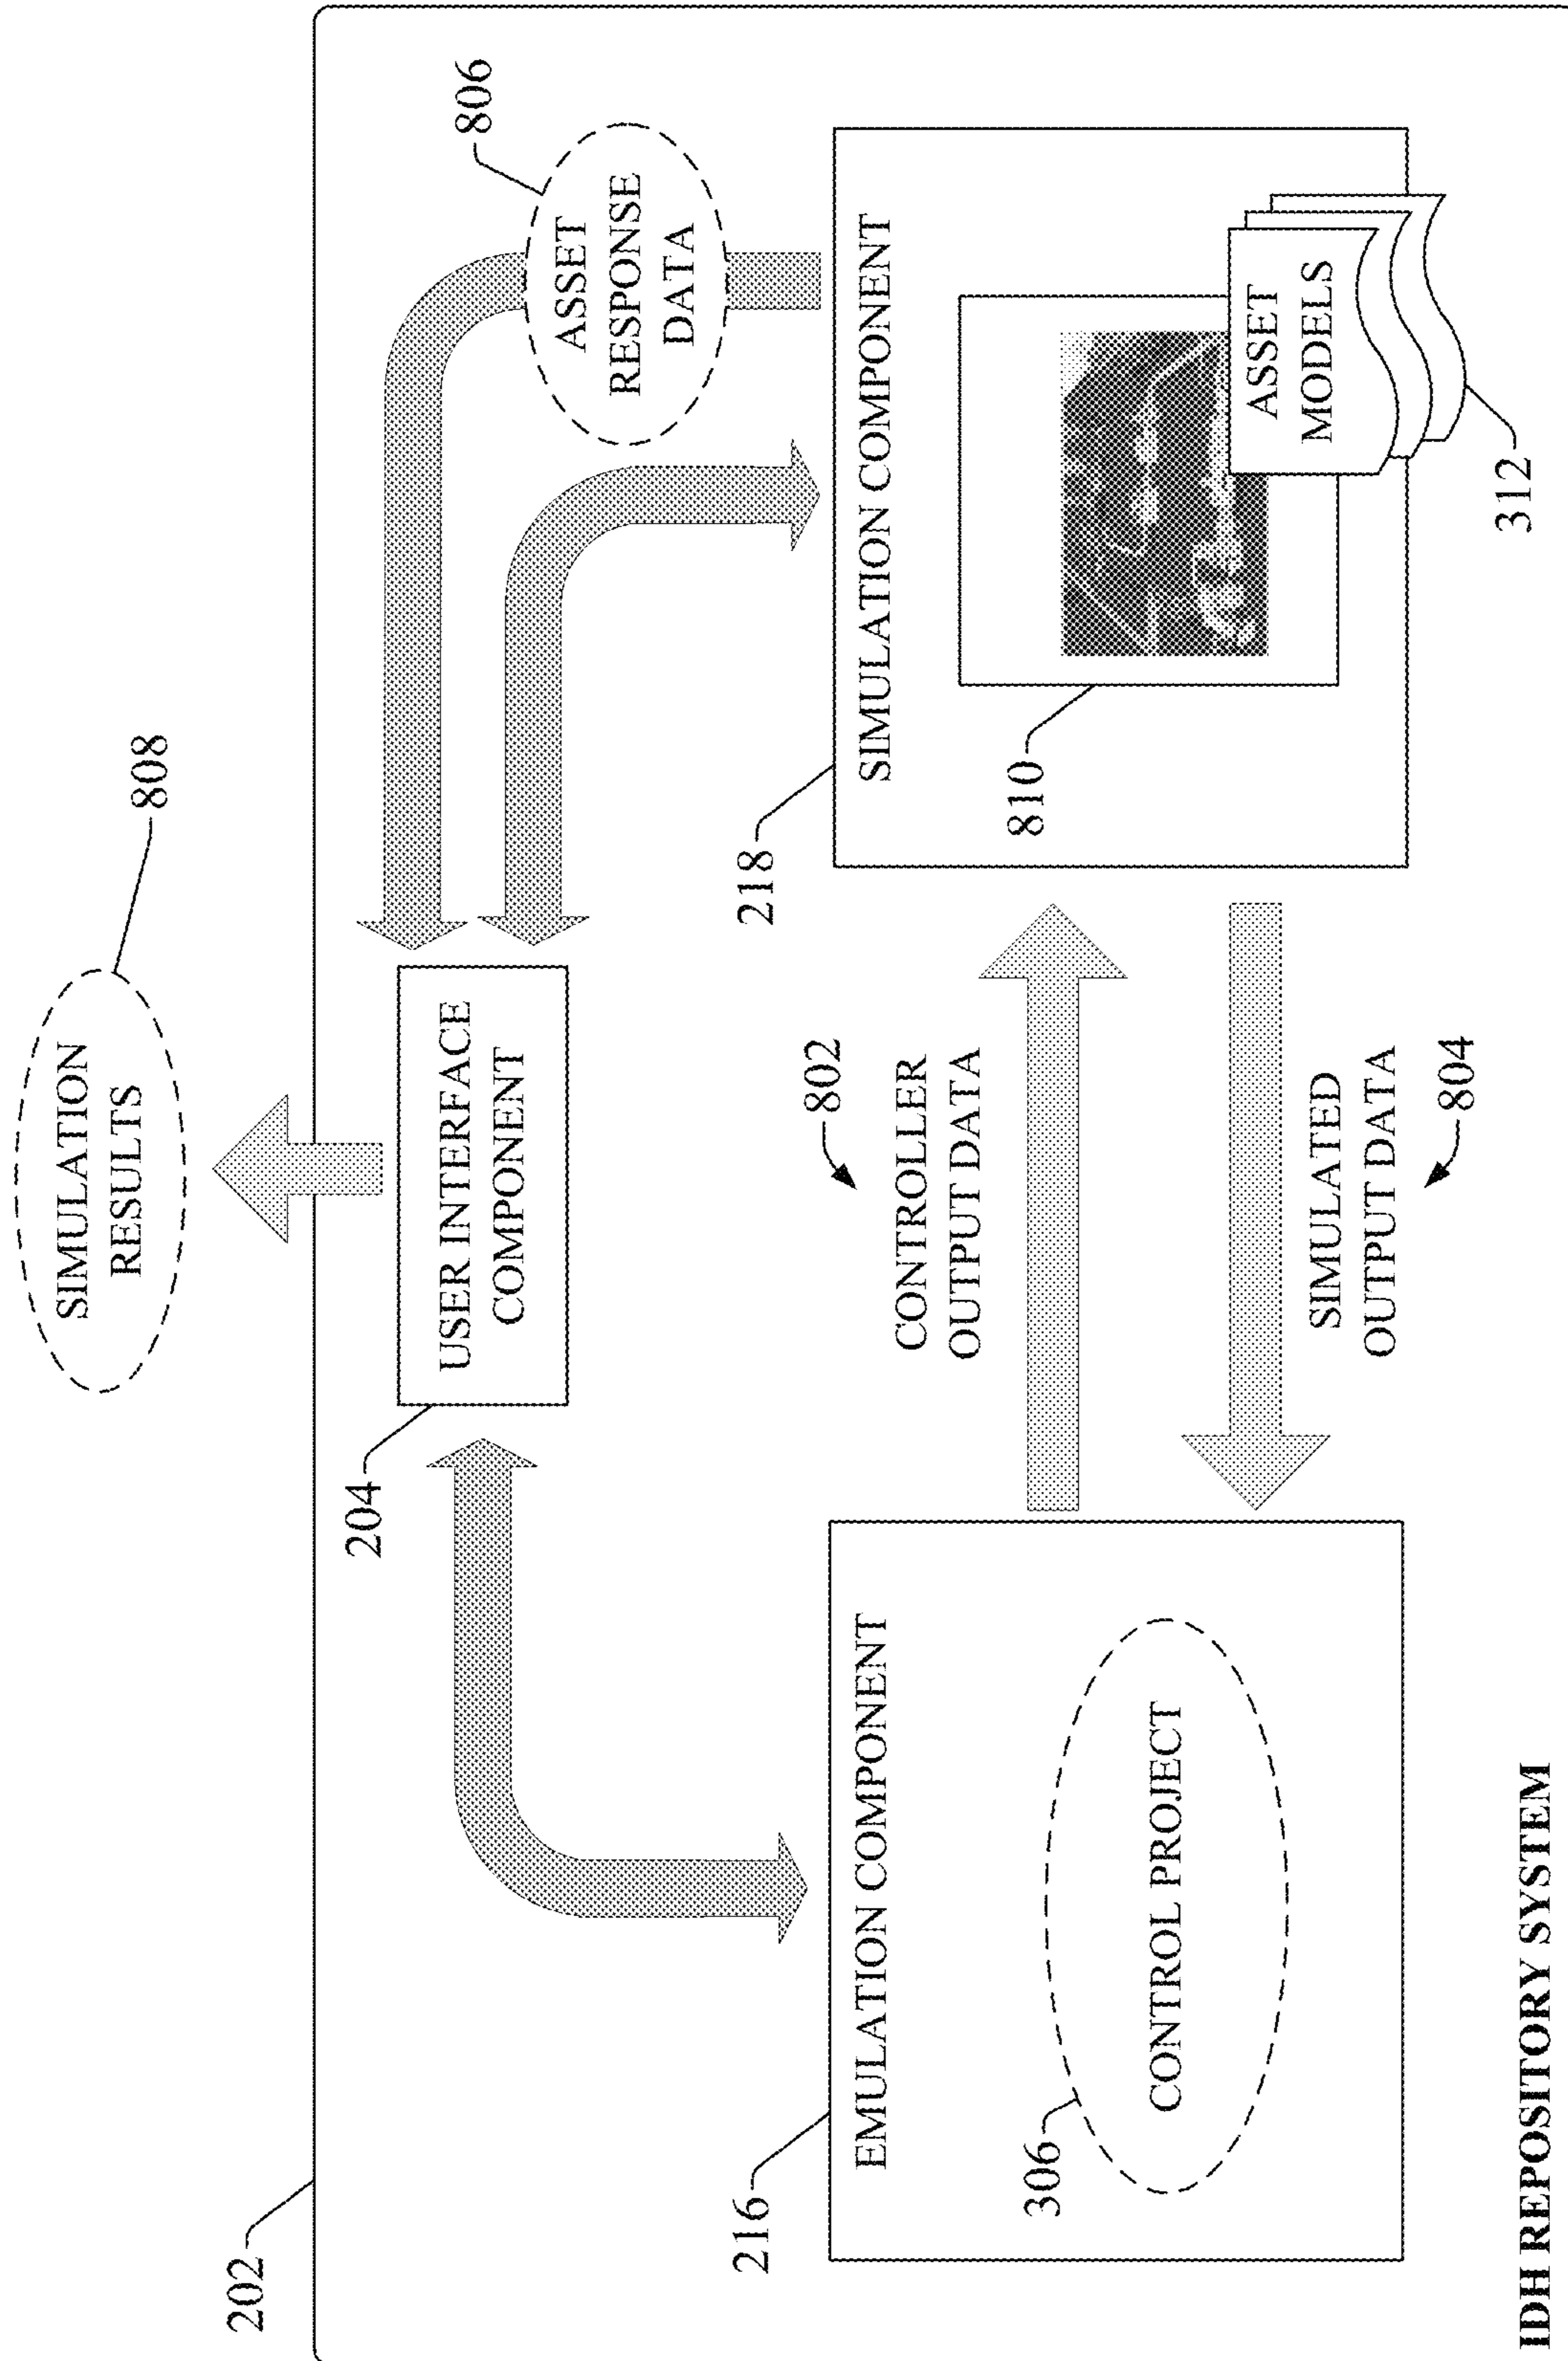 808
SIMULATION
RESULTS
202
204
USER INTERFACE
COMPONENT
806
ASSET
RESPONSE
DATA
216
EMULATION COMPONENT
306
CONTROL PROJECT
802
CONTROLLER
OUTPUT DATA
SIMULATED
OUTPUT DATA
804
218
SIMULATION COMPONENT
810
ASSET
MODELS
312
IDH REPOSITORY SYSTEM